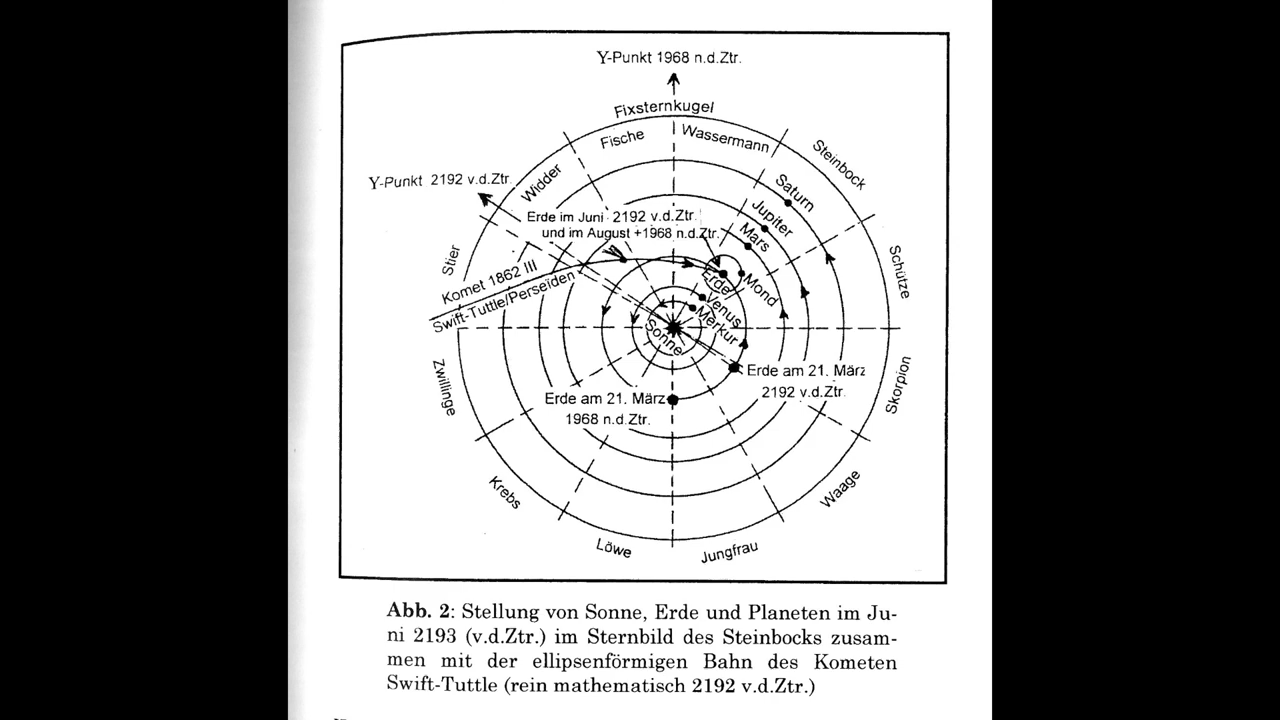 ϒ-Punkt 1968 n.d.Ztr.
Fixsternkugel
Fische
Wassermann
Steinbock
Widder
ϒ-Punkt 2192 v.d.Ztr.
Saturn
Jupiter
Mars
Erde im Juni 2192 v.d.Ztr.
und im August +1968 n.d.Ztr.
Stier
Schütze
Komet 1862 III
Swift-Tuttle/Perseiden
Erde
Mond
Venus
Merkur
Sonne
Zwillinge
Skorpion
Erde am 21. März
2192 v.d.Ztr.
Erde am 21. März
1968 n.d.Ztr.
Krebs
Waage
Löwe
Jungfrau
Abb. 2: Stellung von Sonne, Erde und Planeten im Ju-
ni 2193 (v.d.Ztr.) im Sternbild des Steinbocks zusam-
men mit der ellipsenförmigen Bahn des Kometen
Swift-Tuttle (rein mathematisch 2192 v.d.Ztr.)